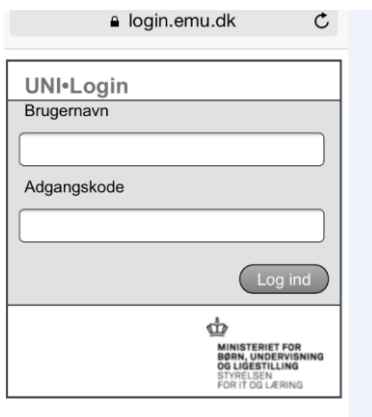 login.emu.dk
UNI•Login
Brugernavn
Adgangskode
Log ind
MINISTERIET FOR
BØRN, UNDERVISNING
OG LIGESTILLING
STYRELSEN
FOR IT OG LÆRING